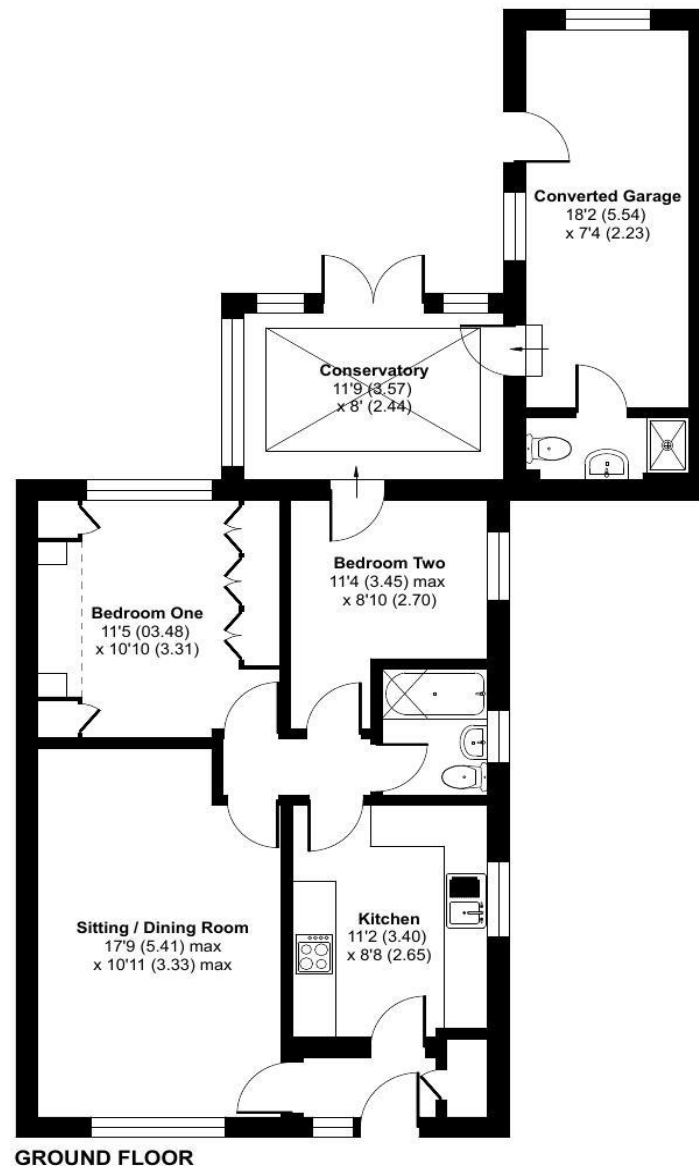 Converted Garage
18'2 (5.54)
x 7'4 (2.23)
Conservatory
11'9 (3.57)
x 8' (2.44)
Bedroom Two
11'4 (3.45) max
x 8'10 (2.70)
Bedroom One
11'5 (03.48)
x 10'10 (3.31)
Sitting / Dining Room
17'9 (5.41) max
x 10'11 (3.33) max
Kitchen
11'2 (3.40)
x 8'8 (2.65)
GROUND FLOOR